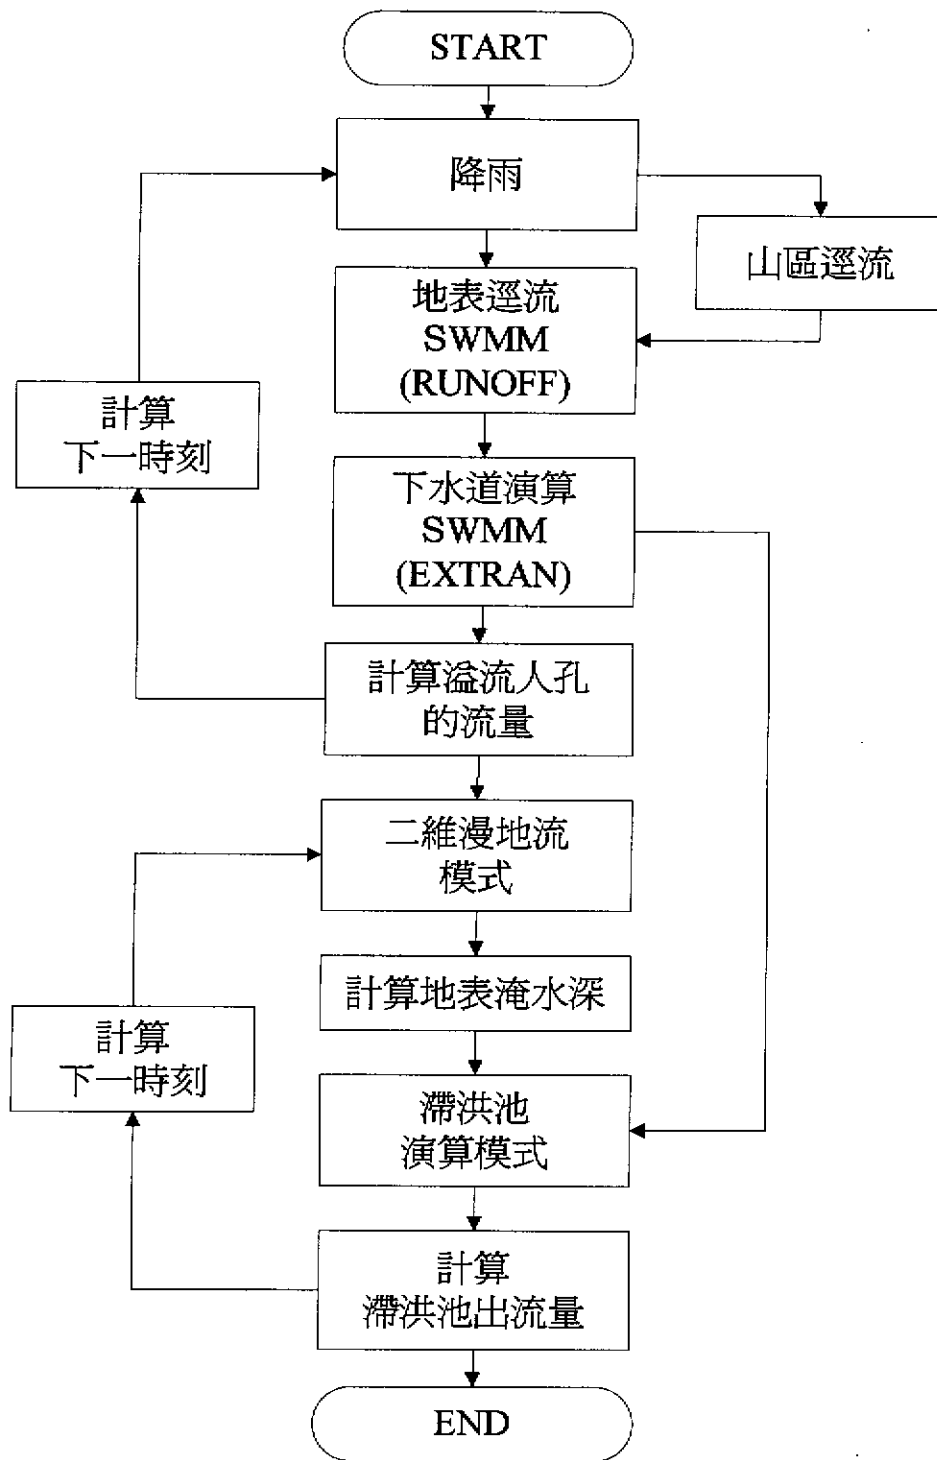 START
降雨
山區逕流
地表逕流
SWMM
(RUNOFF)
計算
下一時刻
下水道演算
SWMM
(EXTRAN)
計算溢流人孔
的流量
二維漫地流
模式
計算地表淹水深
計算
下一時刻
滯洪池
演算模式
計算
滯洪池出流量
END